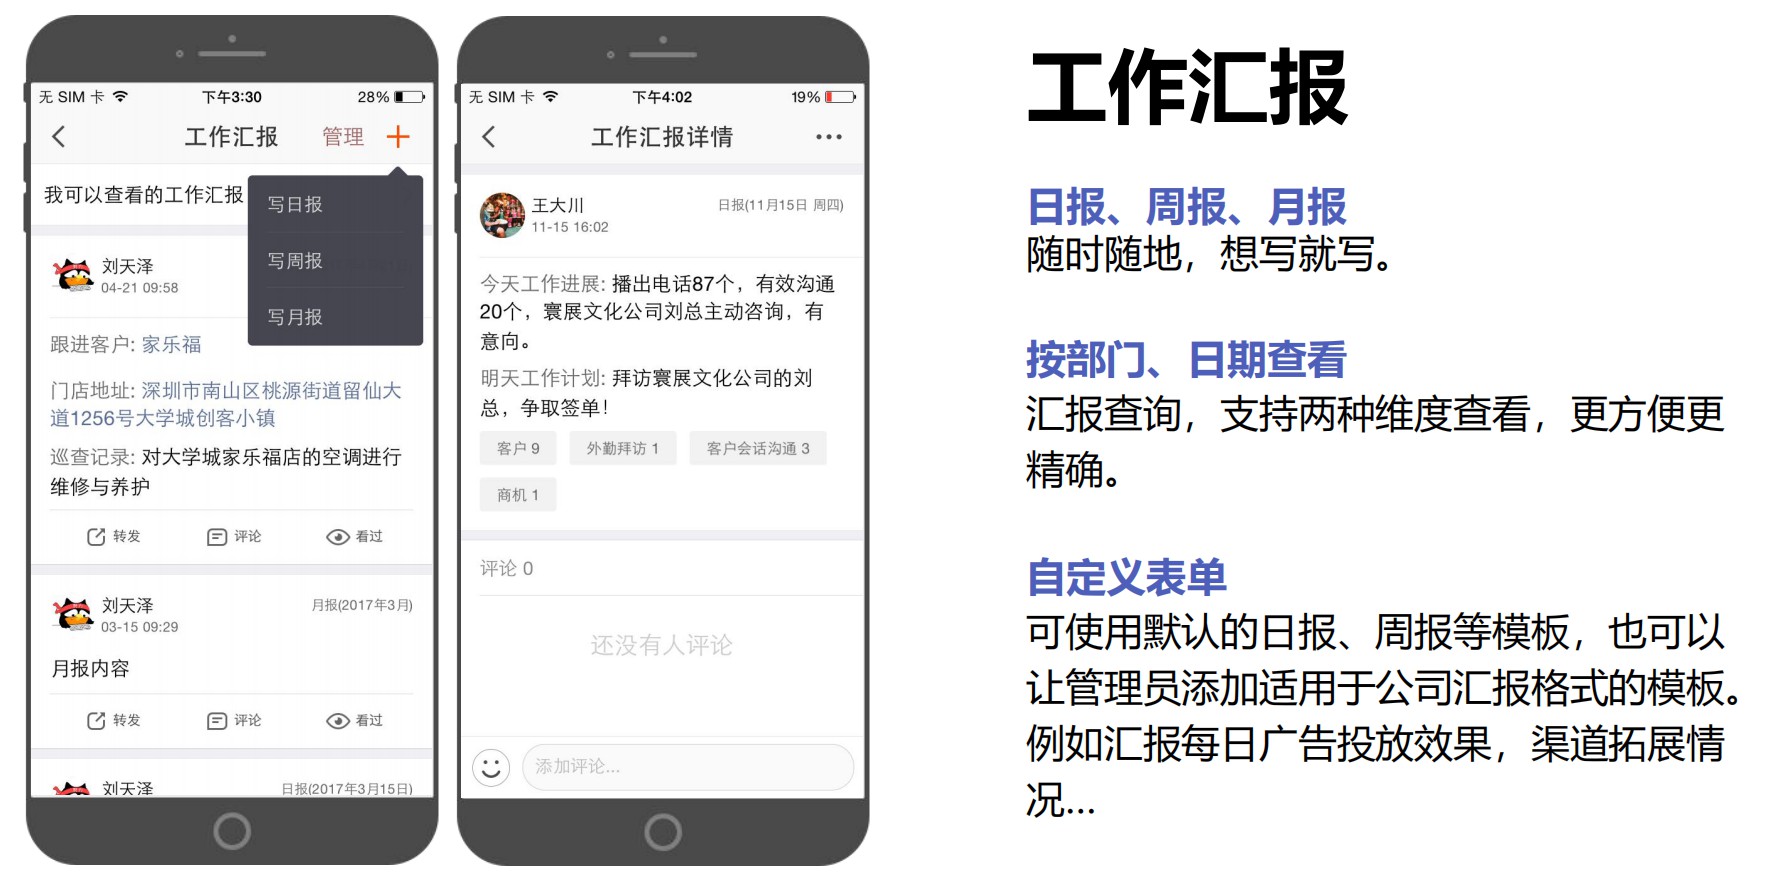 无 SIM 卡
下午3:30
28%
工作汇报
管理
我可以查看的工作汇报
写日报
写周报
写月报
刘天泽
04-21 09:58
跟进客户: 家乐福
门店地址: 深圳市南山区桃源街道留仙大
道1256号大学城创客小镇
巡查记录: 对大学城家乐福店的空调进行
维修与养护
转发 评论 看过
刘天泽
月报(2017年3月)
03-15 09:29
月报内容
转发 评论 看过
刘天泽
日报(2017年3月15日)
无 SIM 卡
下午4:02
19%
工作汇报详情
王大川
日报(11月15日 周四)
11-15 16:02
今天工作进展: 播出电话87个，有效沟通
20个，寰展文化公司刘总主动咨询，有
意向。
明天工作计划: 拜访寰展文化公司的刘
总，争取签单！
客户 9 外勤拜访 1 客户会话沟通 3
商机 1
评论 0
还没有人评论
添加评论...
工作汇报
日报、周报、月报
随时随地，想写就写。
按部门、日期查看
汇报查询，支持两种维度查看，更方便更
精确。
自定义表单
可使用默认的日报、周报等模板，也可以
让管理员添加适用于公司汇报格式的模板。
例如汇报每日广告投放效果，渠道拓展情
况...